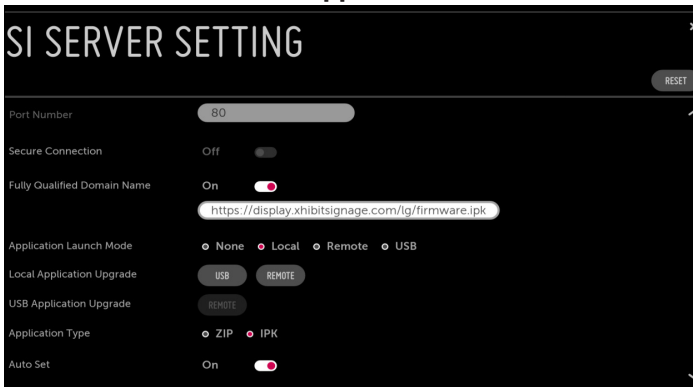 SI SERVER SETTING
RESET
Port Number 80
Secure Connection Off
Fully Qualified Domain Name On
https://display.xhibitsignage.com/lg/firmware.ipk
Application Launch Mode None Local Remote USB
Local Application Upgrade USB REMOTE
USB Application Upgrade REMOTE
Application Type ZIP IPK
Auto Set On